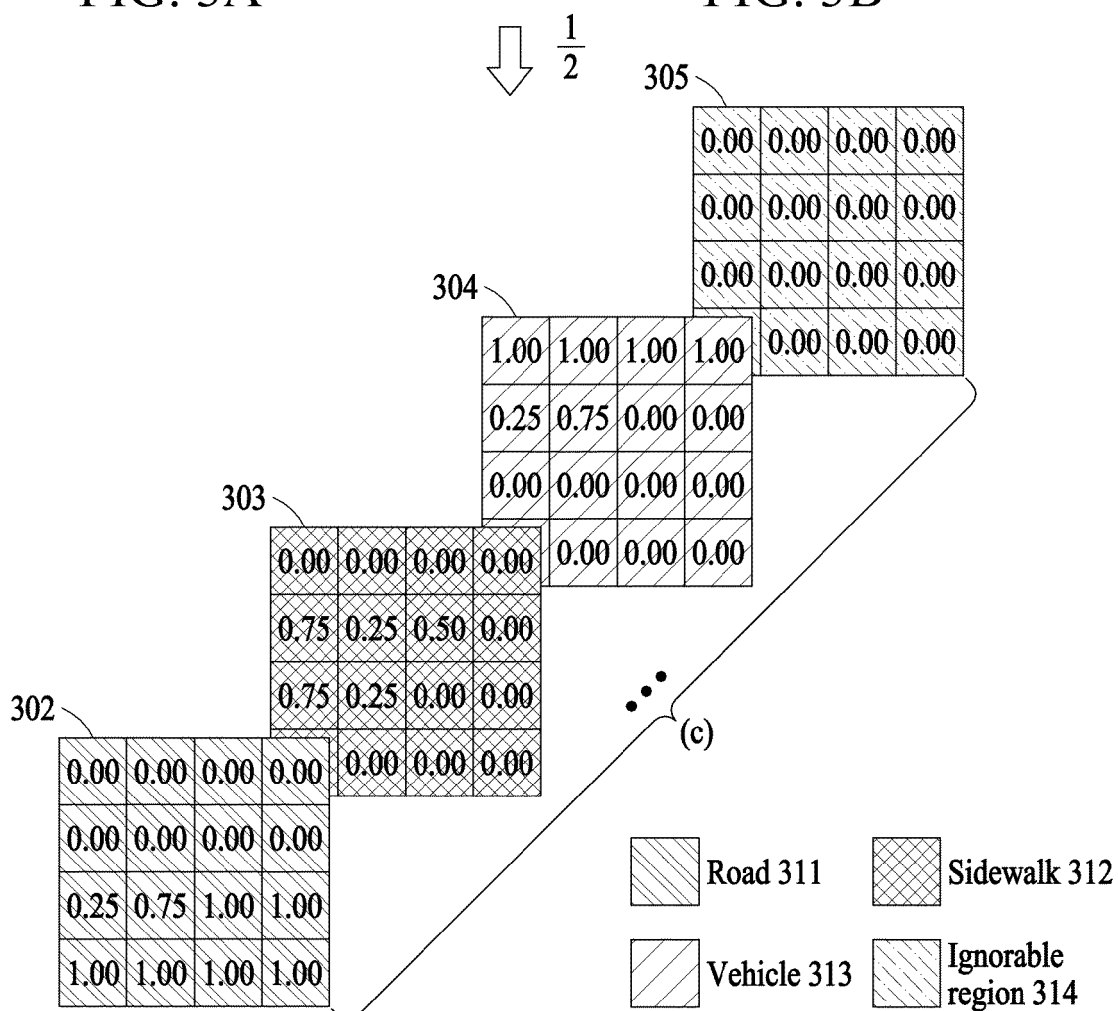 FIG. 3A FIG. 3B
1
2
305
0.00 0.00 0.00 0.00
0.00 0.00 0.00 0.00
0.00 0.00 0.00 0.00
0.00 0.00 0.00
304
1.00 1.00 1.00 1.00
0.25 0.75 0.00 0.00
0.00 0.00 0.00 0.00
0.00 0.00 0.00
303
0.00 0.00 0.00 0.00
0.75 0.25 0.50 0.00
0.75 0.25 0.00 0.00
0.00 0.00 0.00
302
0.00 0.00 0.00 0.00
0.00 0.00 0.00 0.00
0.25 0.75 1.00 1.00
1.00 1.00 1.00 1.00
(c)
Road 311
Sidewalk 312
Vehicle 313
Ignorable
region 314